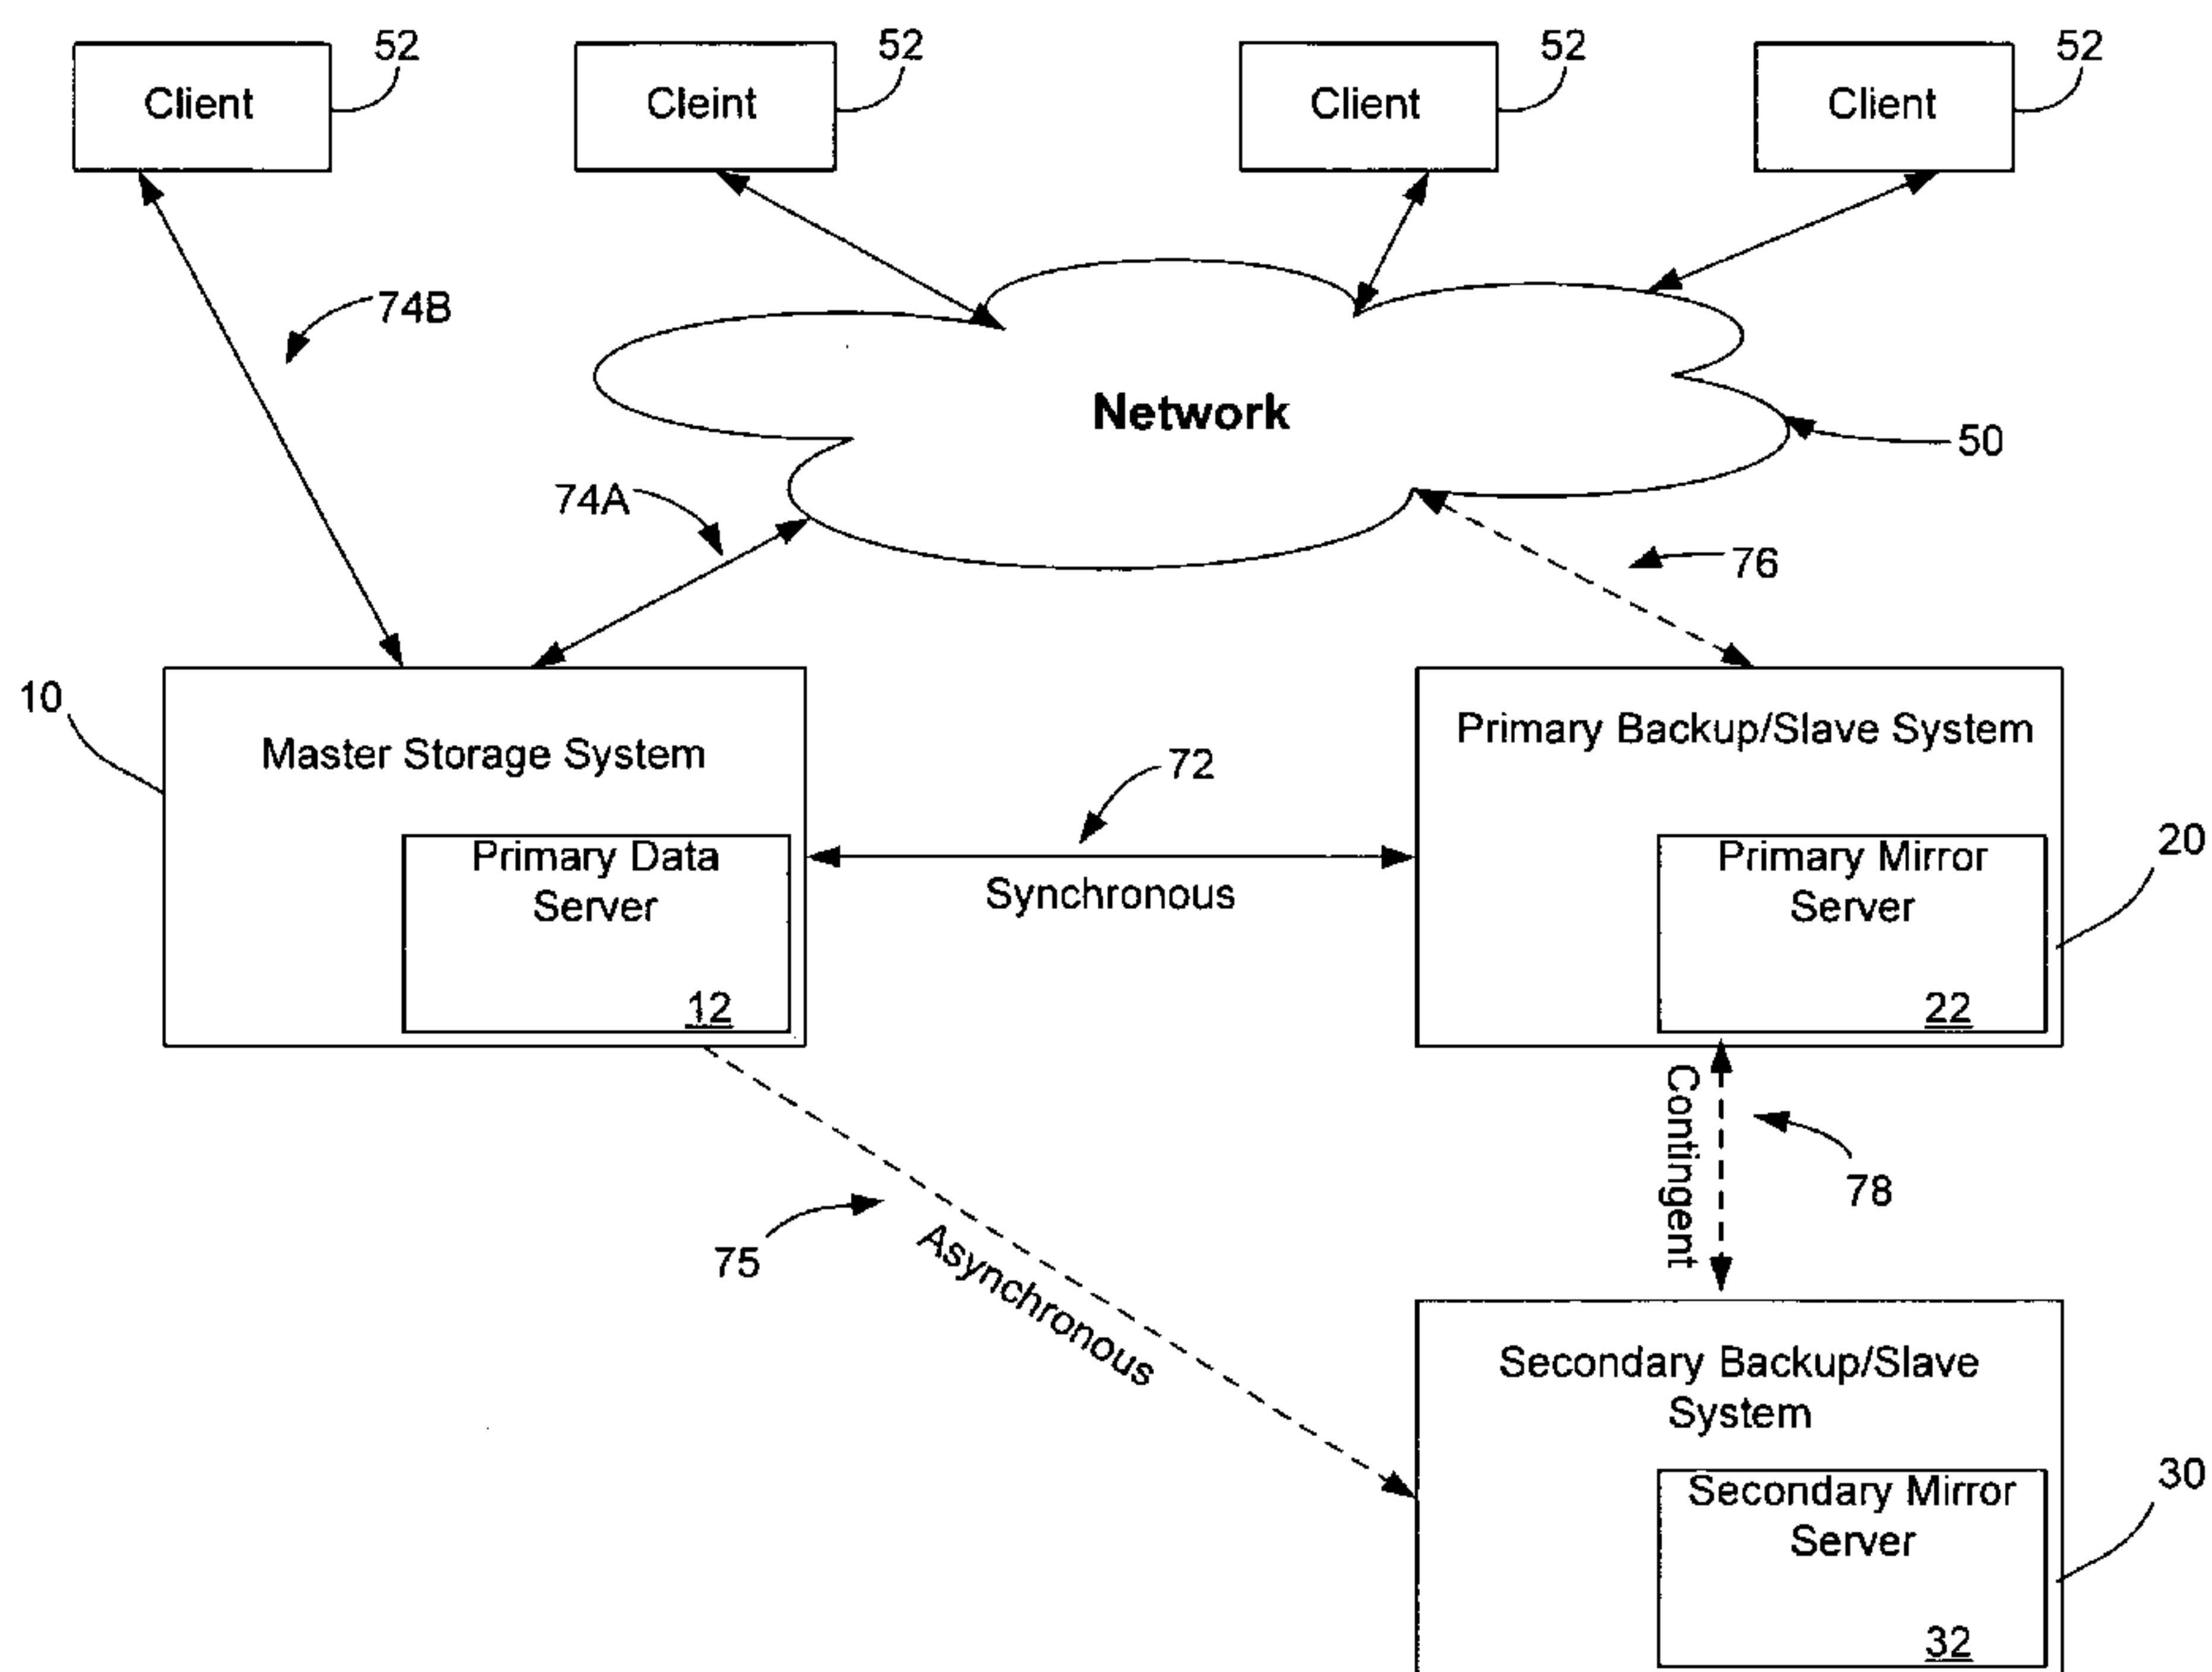 52
52
52
52
Client
Cleint
Client
Client
74B
Network
50
74A
76
10
Master Storage System
Primary Backup/Slave System
72
Primary Data
Server
12
Synchronous
Primary Mirror
Server
22
20
Contingent
78
75
Asynchronous
Secondary Backup/Slave
System
Secondary Mirror
Server
32
30